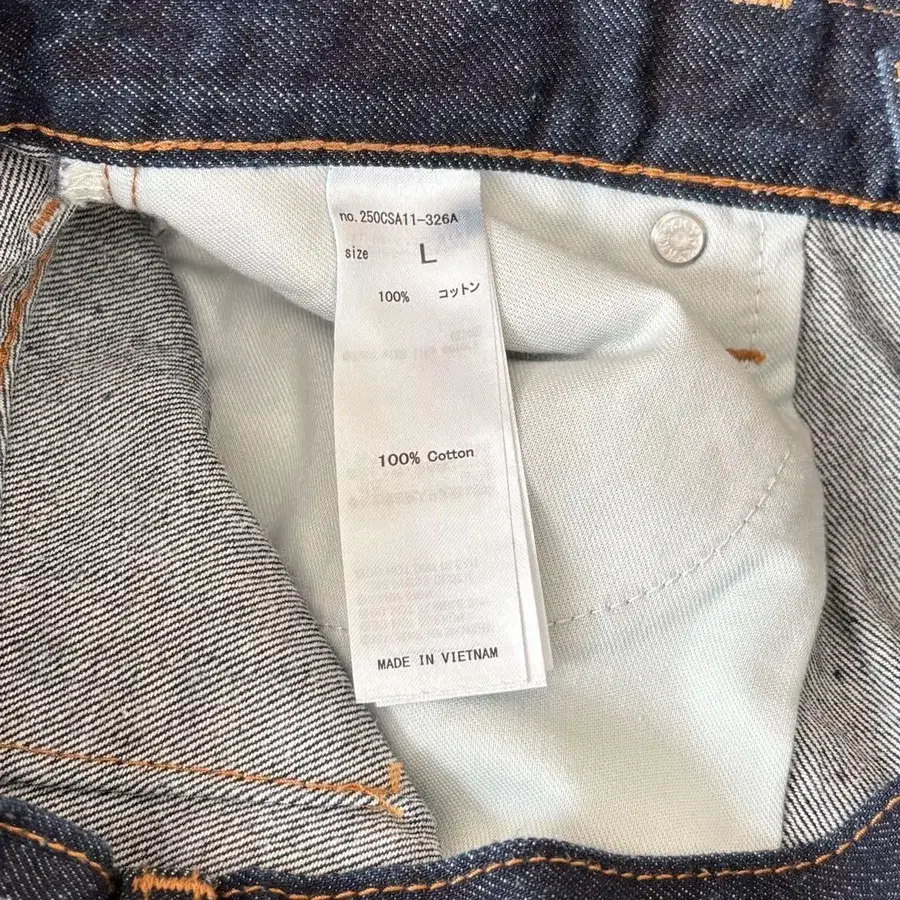 no.250CSA11-326A
size L
100% コットン
100% Cotton
MADE IN VIETNAM